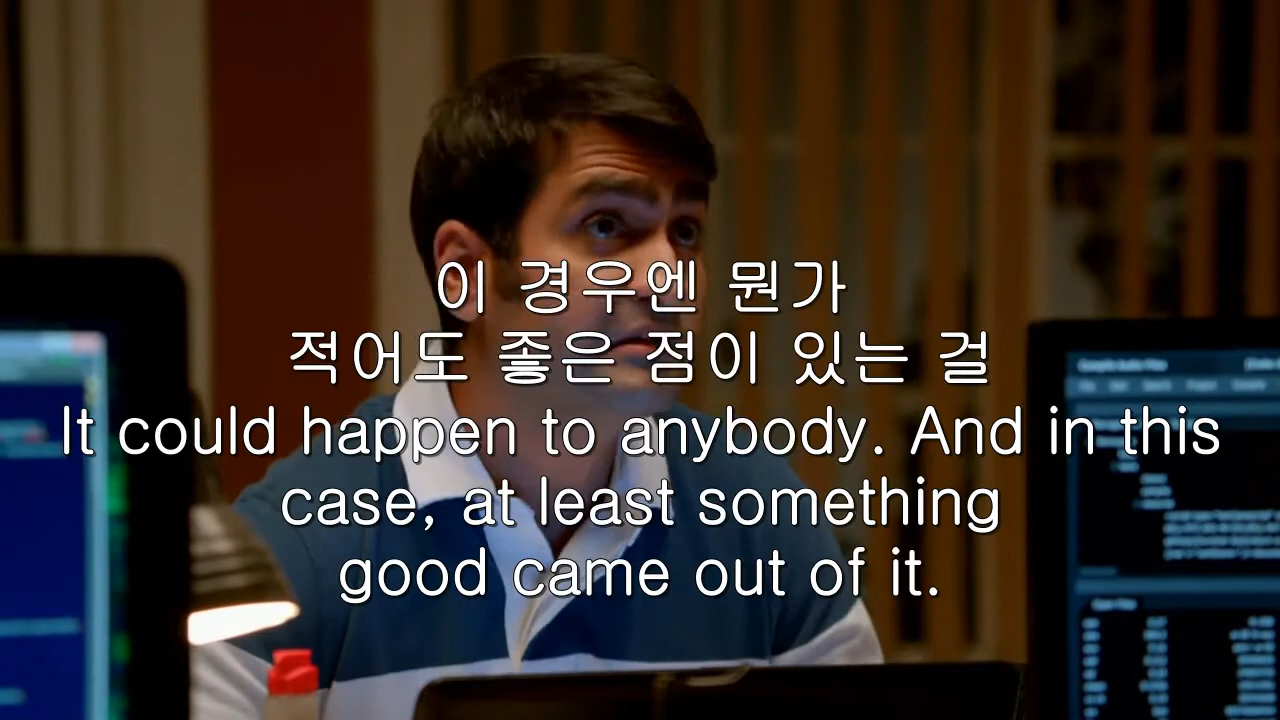 이 경우엔 뭔가
적어도 좋은 점이 있는 걸
It could happen to anybody. And in this
case, at least something
good came out of it.